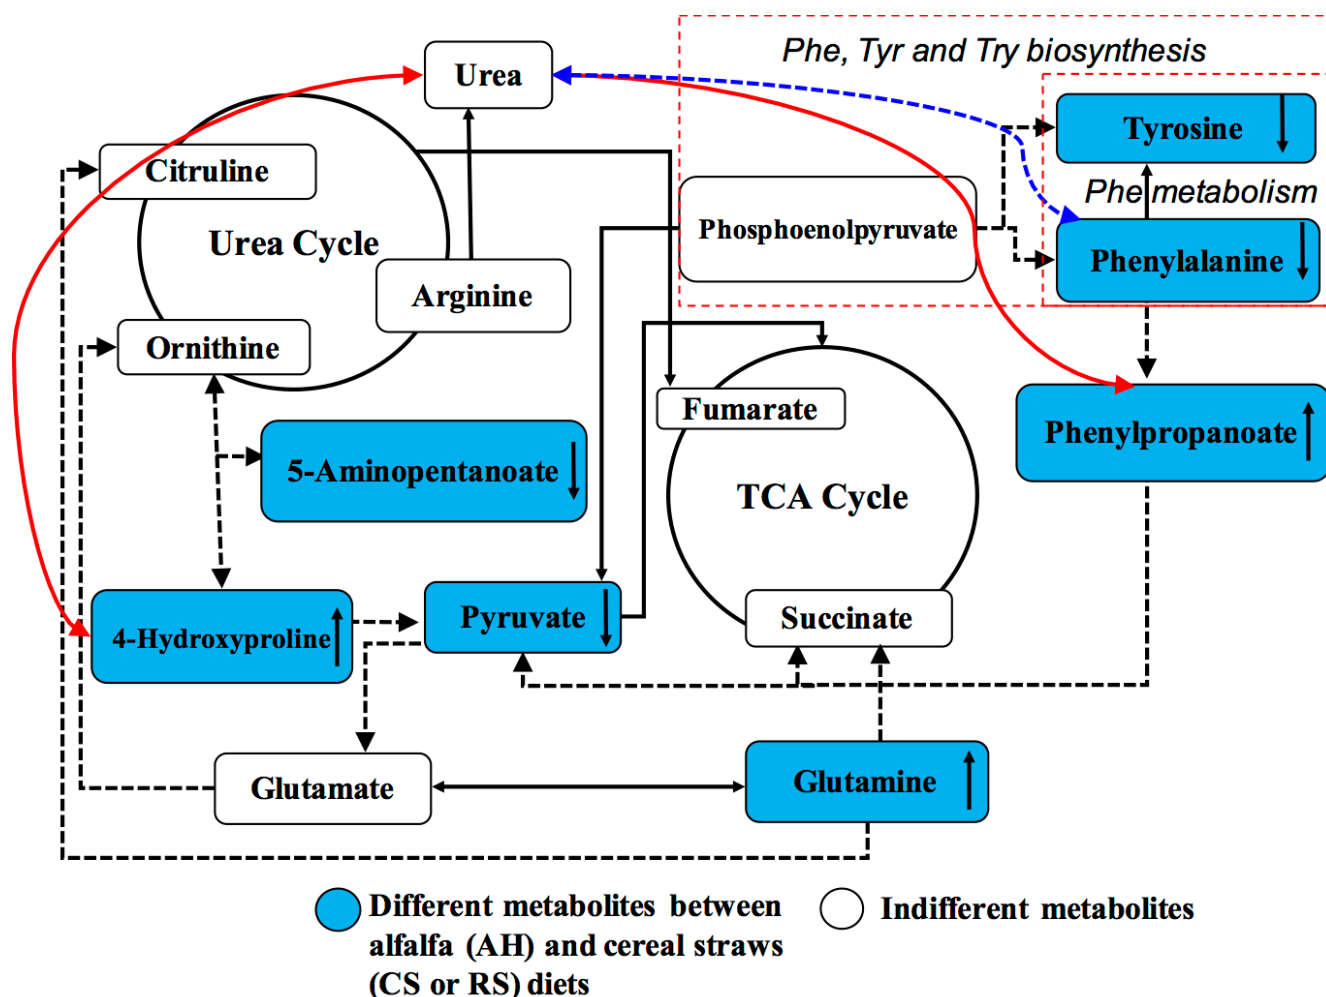 Phe, Tyr and Try biosynthesis
Urea
Tyrosine
Citruline
Phe metabolism
Urea Cycle
Phosphoenolpyruvate
Phenylalanine
Arginine
Ornithine
Fumarate
Phenylpropanoate
5-Aminopentanoate
TCA Cycle
4-Hydroxyproline
Pyruvate
Succinate
Glutamate
Glutamine
Different metabolites between
alfalfa (AH) and cereal straws
(CS or RS) diets
Indifferent metabolites